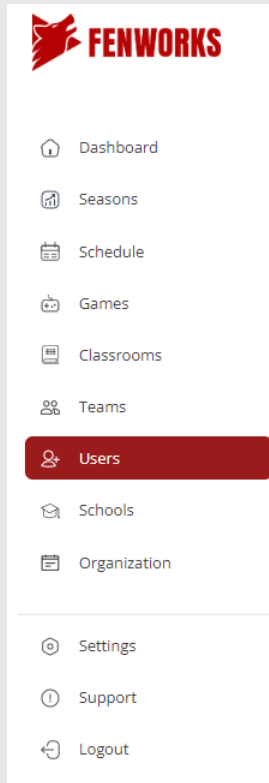 FENWORKS
Dashboard
Seasons
Schedule
Games
Classrooms
Teams
Users
Schools
Organization
Settings
Support
Logout